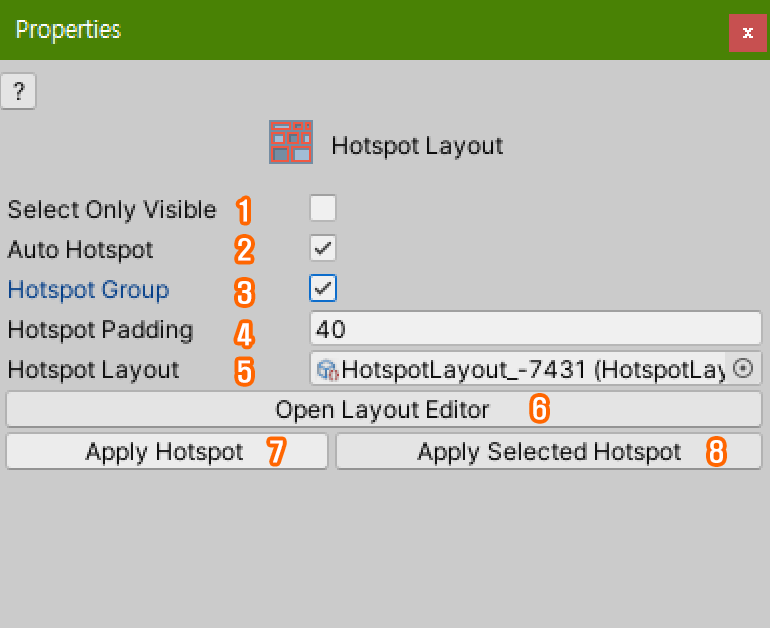 Properties
x
?
Hotspot Layout
Select Only Visible 1
Auto Hotspot 2
Hotspot Group 3
Hotspot Padding 4 40
Hotspot Layout 5 HotspotLayout_-7431 (HotspotLay
Open Layout Editor 6
Apply Hotspot 7 Apply Selected Hotspot 8